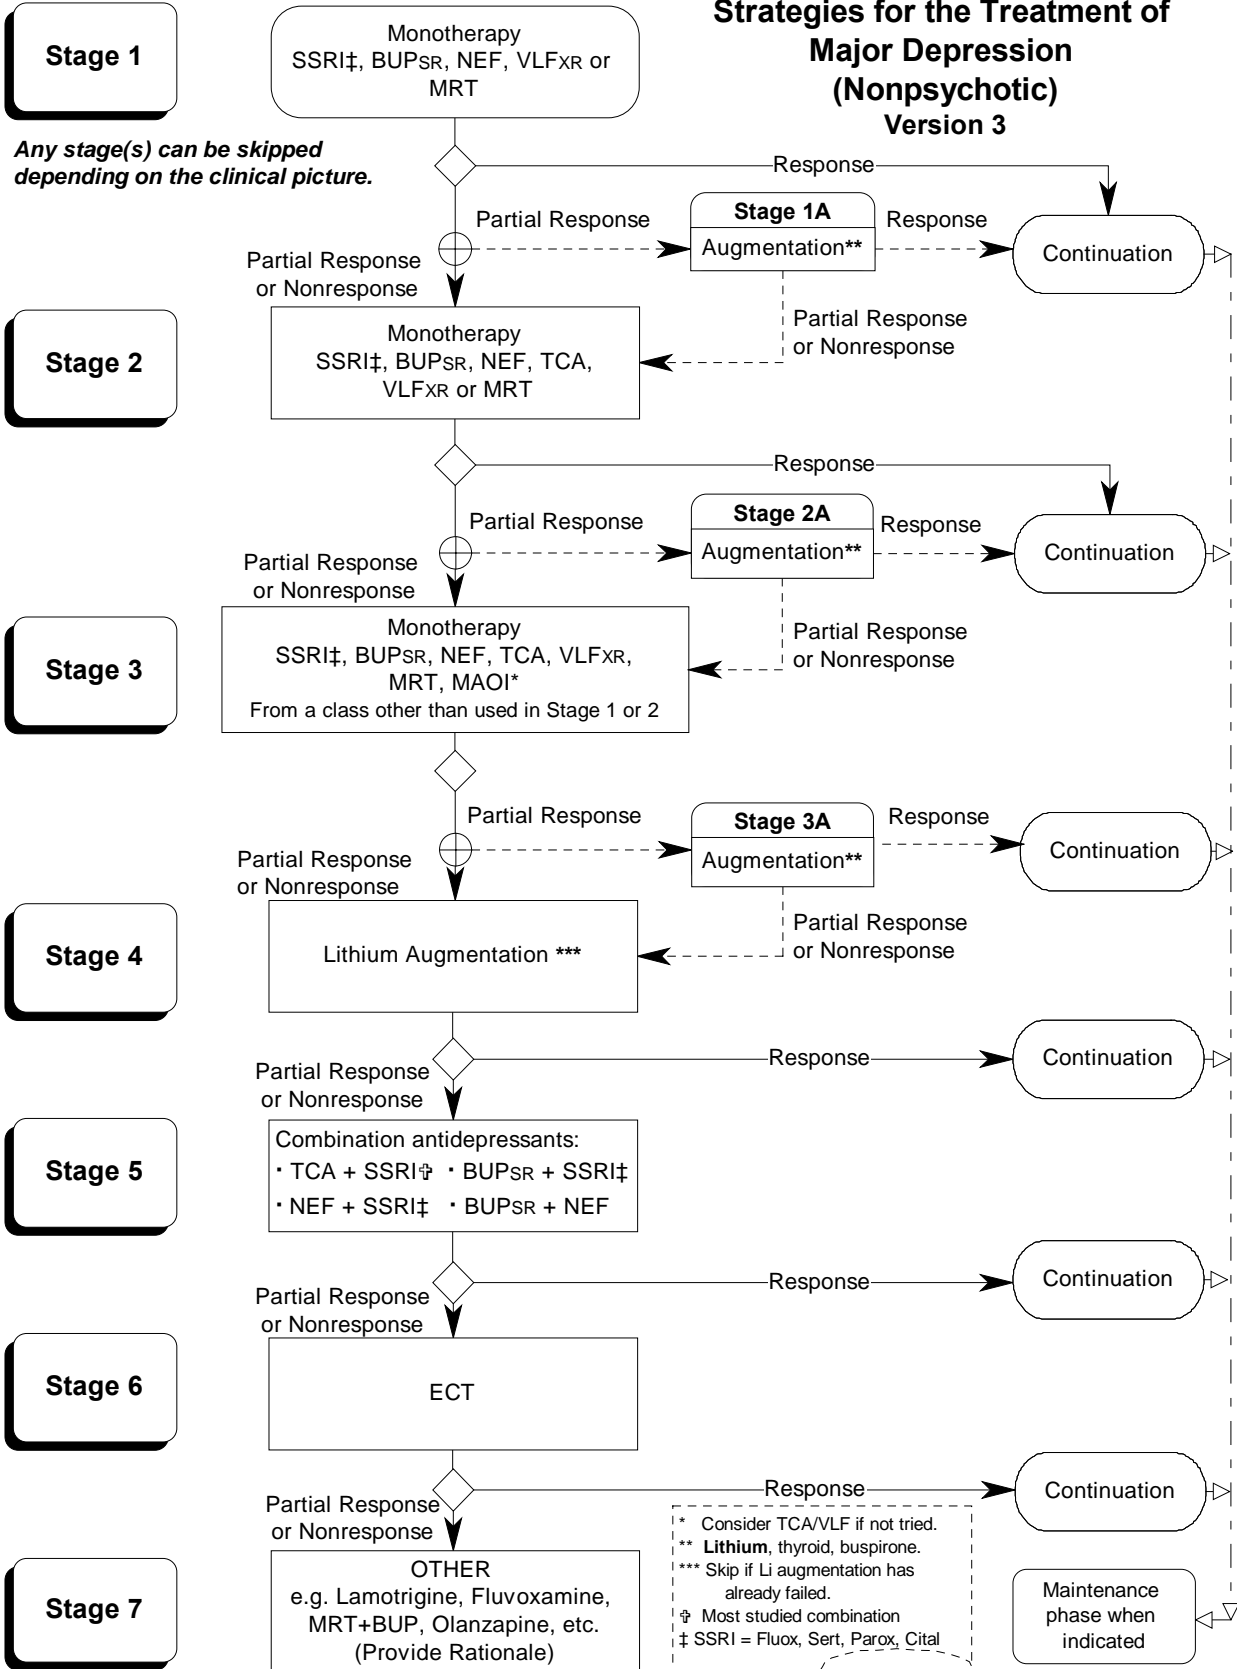 Strategies for the Treatment of
Major Depression
(Nonpsychotic)
Version 3
Stage 1
Monotherapy
SSRI‡, BUPSR, NEF, VLFXR or
MRT
Any stage(s) can be skipped
depending on the clinical picture.
Response
Partial Response
Stage 1A
Augmentation**
Response
Continuation
Partial Response
or Nonresponse
Partial Response
or Nonresponse
Stage 2
Monotherapy
SSRI‡, BUPSR, NEF, TCA,
VLFXR or MRT
Response
Partial Response
Stage 2A
Augmentation**
Response
Continuation
Partial Response
or Nonresponse
Partial Response
or Nonresponse
Stage 3
Monotherapy
SSRI‡, BUPSR, NEF, TCA, VLFXR,
MRT, MAOI*
From a class other than used in Stage 1 or 2
Partial Response
Stage 3A
Augmentation**
Response
Continuation
Partial Response
or Nonresponse
Partial Response
or Nonresponse
Stage 4
Lithium Augmentation ***
Response
Continuation
Partial Response
or Nonresponse
Stage 5
Combination antidepressants:
· TCA + SSRI✞ · BUPSR + SSRI‡
· NEF + SSRI‡ · BUPSR + NEF
Response
Continuation
Partial Response
or Nonresponse
Stage 6
ECT
Response
Continuation
Partial Response
or Nonresponse
Stage 7
OTHER
e.g. Lamotrigine, Fluvoxamine,
MRT+BUP, Olanzapine, etc.
(Provide Rationale)
* Consider TCA/VLF if not tried.
** Lithium, thyroid, buspirone.
*** Skip if Li augmentation has
already failed.
✞ Most studied combination
‡ SSRI = Fluox, Sert, Parox, Cital
Maintenance
phase when
indicated